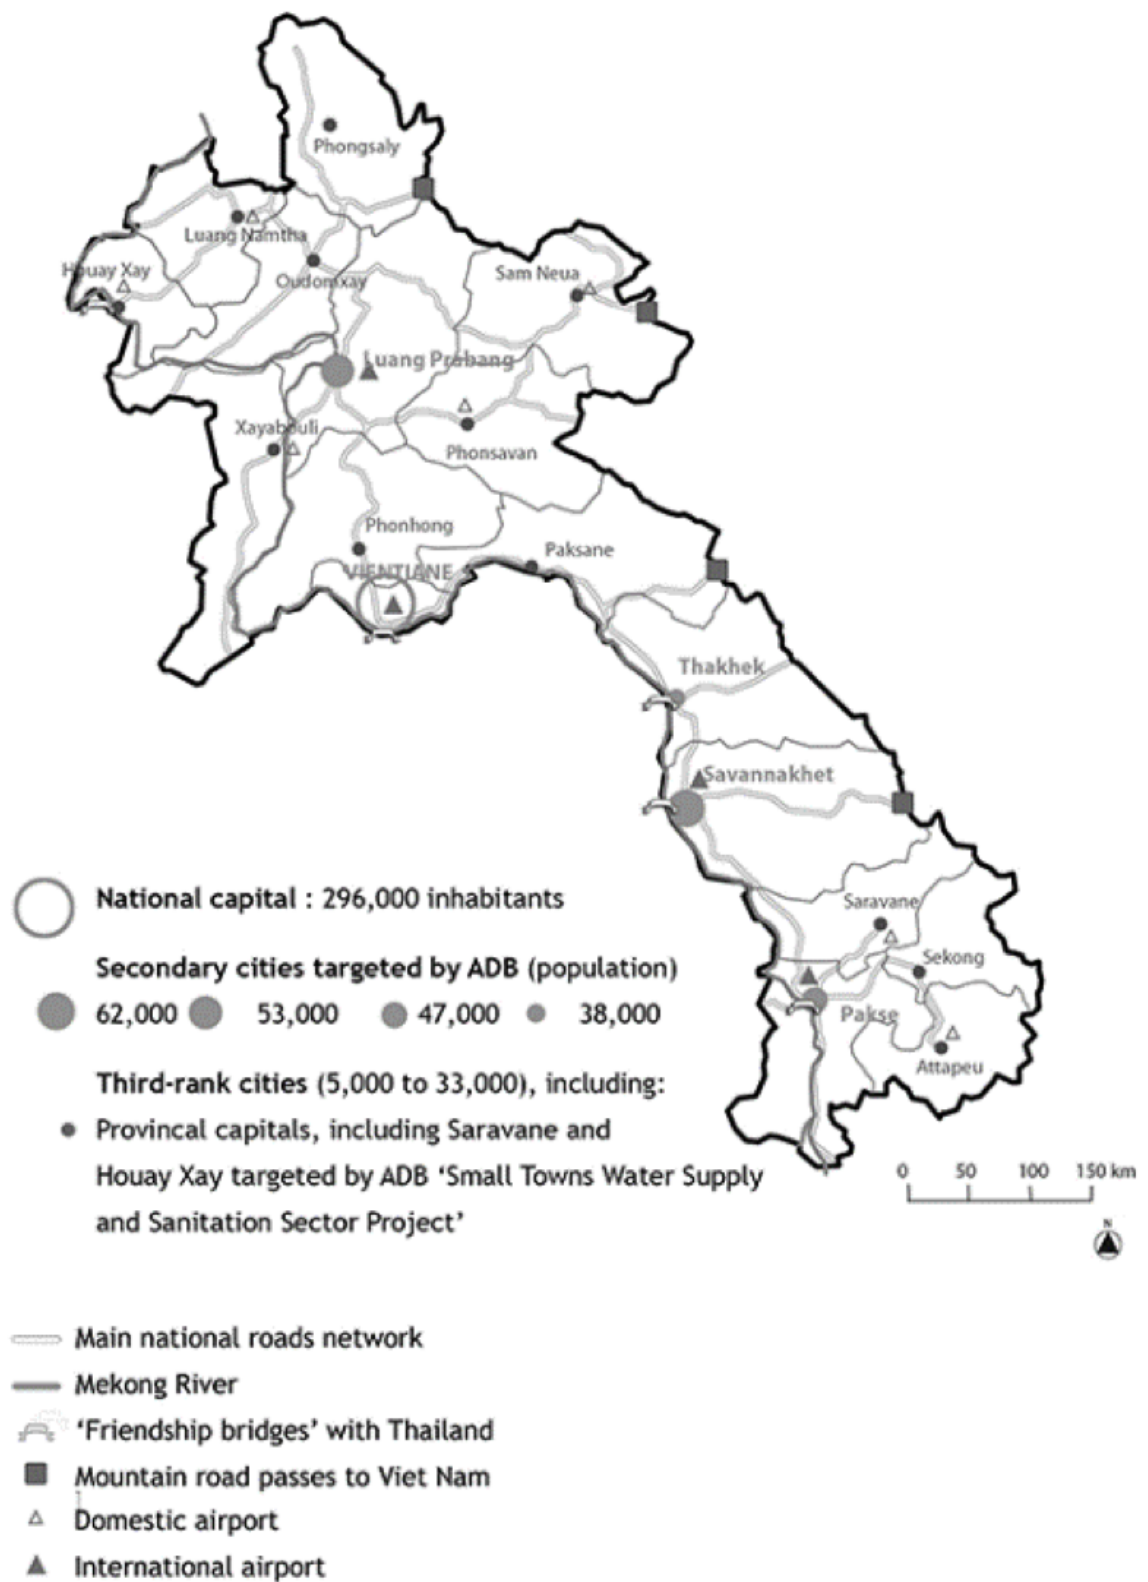 Phongsaly
Luang Namtha
Houay Xay
Oudomxay
Sam Neua
Luang Prabang
Xayabouli
Phonsavan
Phonhong
Paksane
VIENTIANE
Thakhek
Savannakhet
National capital : 296,000 inhabitants
Saravane
Secondary cities targeted by ADB (population)
Sekong
62,000 53,000 47,000 38,000
Pakse
Attapeu
Third-rank cities (5,000 to 33,000), including:
Provincal capitals, including Saravane and
Houay Xay targeted by ADB ‘Small Towns Water Supply
and Sanitation Sector Project’
0 50 100 150 km
N
Main national roads network
Mekong River
‘Friendship bridges’ with Thailand
Mountain road passes to Viet Nam
Domestic airport
International airport